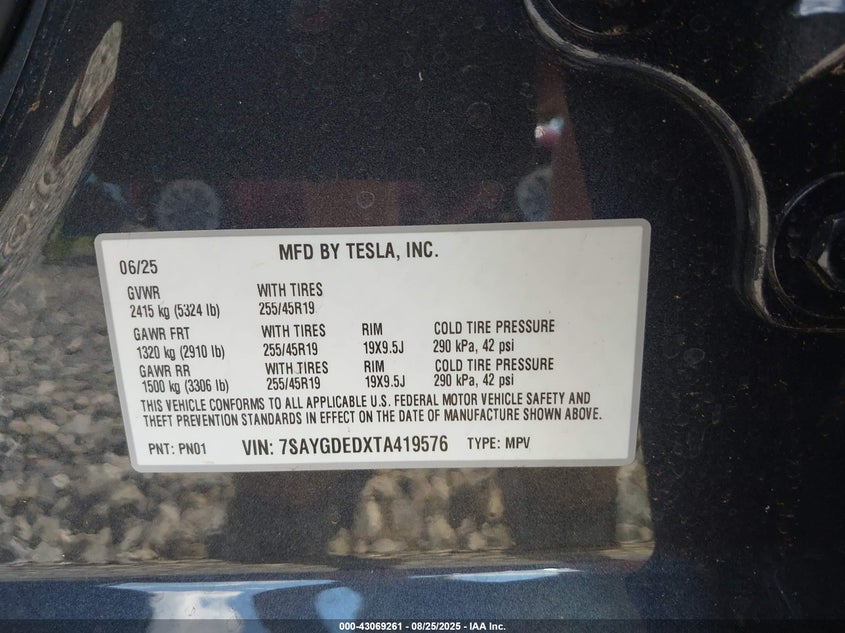 MFD BY TESLA, INC.
06/25
GVWR WITH TIRES
2415 kg (5324 lb) 255/45R19
GAWR FRT WITH TIRES RIM COLD TIRE PRESSURE
1320 kg (2910 lb) 255/45R19 19X9.5J 290 kPa, 42 psi
GAWR RR WITH TIRES RIM COLD TIRE PRESSURE
1500 kg (3306 lb) 255/45R19 19X9.5J 290 kPa, 42 psi
THIS VEHICLE CONFORMS TO ALL APPLICABLE U.S. FEDERAL MOTOR VEHICLE SAFETY AND
THEFT PREVENTION STANDARDS IN EFFECT ON THE DATE OF MANUFACTURE SHOWN ABOVE.
PNT: PN01 VIN: 7SAYGDEDXTA419576 TYPE: MPV
000-43069261 - 08/25/2025 - IAA Inc.